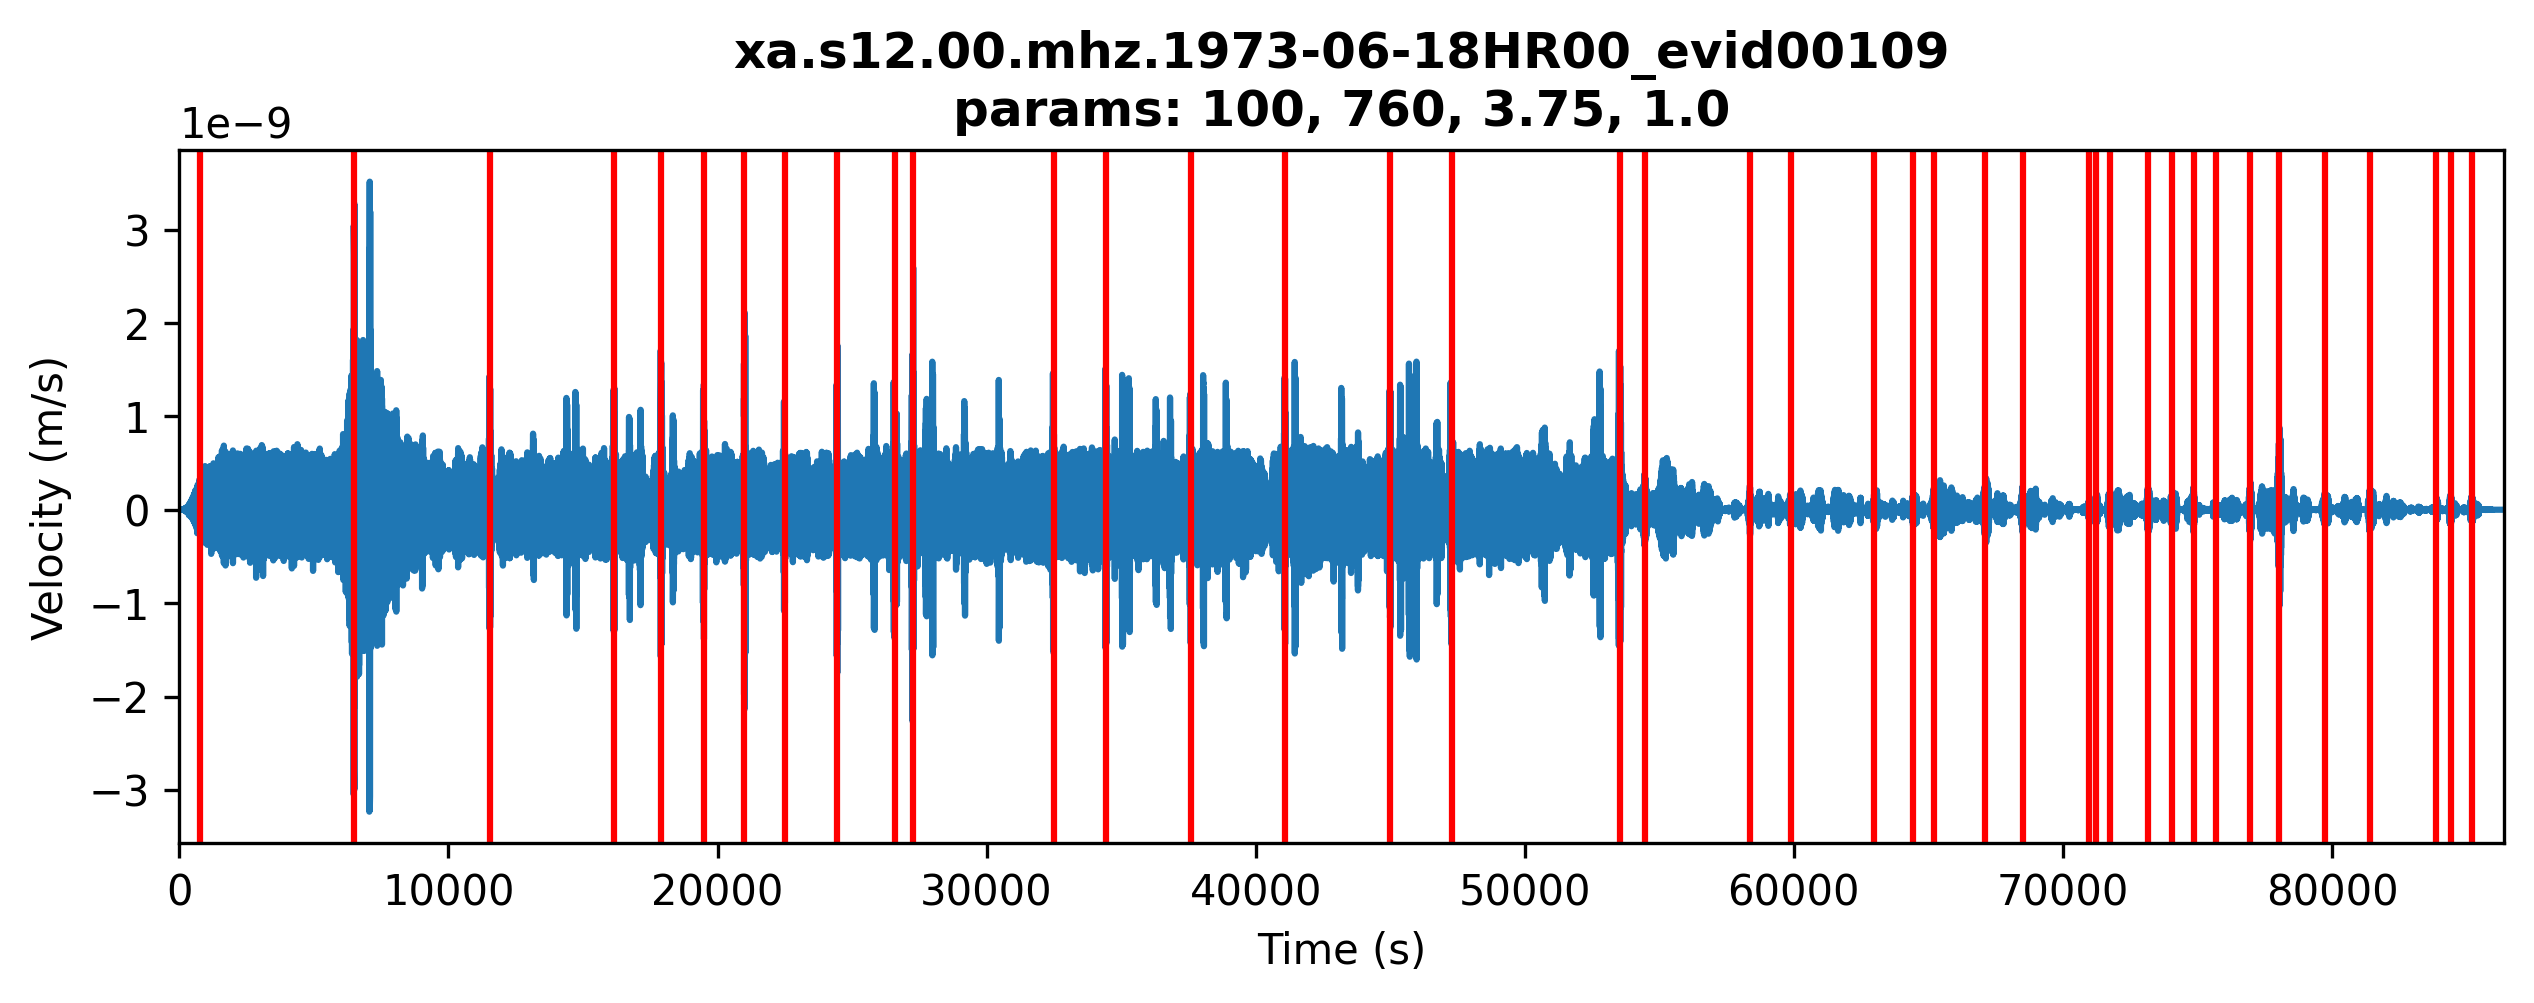 xa.s12.00.mhz.1973-06-18HR00_evid00109
params: 100, 760, 3.75, 1.0
1e−9
3
2
1
0
−1
−2
−3
Velocity (m/s)
0 10000 20000 30000 40000 50000 60000 70000 80000
Time (s)